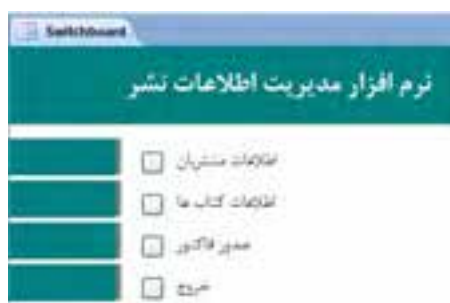 Switchboard
نرم افزار مدیریت اطلاعات نشر
اطلاعات مشتریان
اطلاعات کتاب ها
صدور فاکتور
خروج